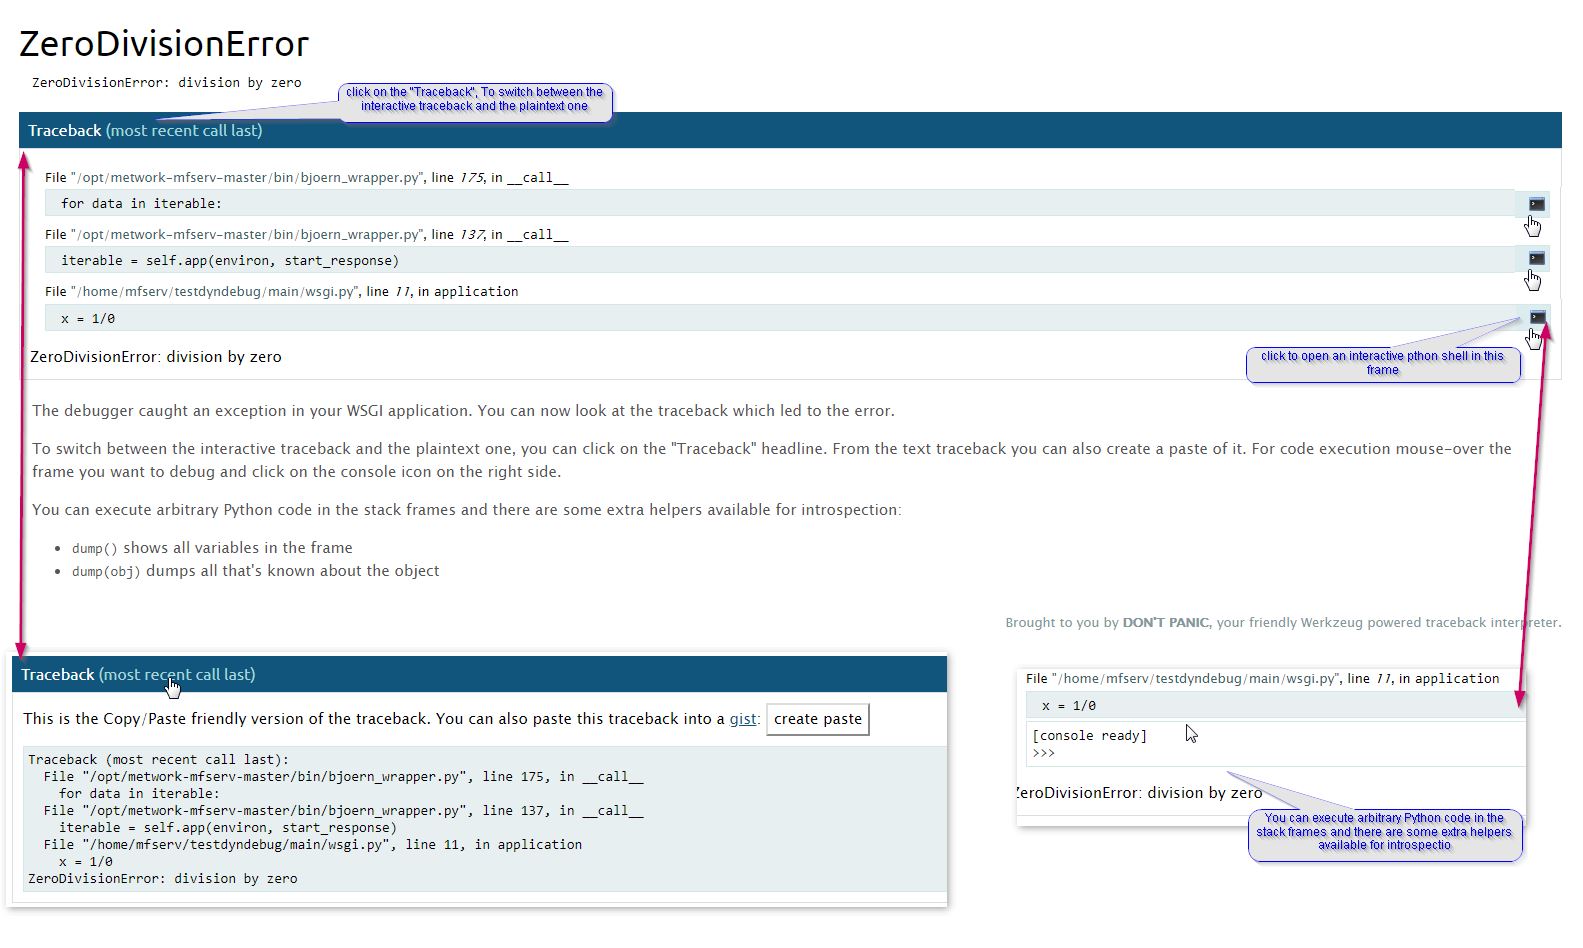 ZeroDivisionError
ZeroDivisionError: division by zero
click on the "Traceback", To switch between the
interactive traceback and the plaintext one
Traceback (most recent call last)
File "/opt/metwork-mfserv-master/bin/bjoern_wrapper.py", line 175, in __call__
for data in iterable:
File "/opt/metwork-mfserv-master/bin/bjoern_wrapper.py", line 137, in __call__
iterable = self.app(environ, start_response)
File "/home/mfserv/testdyndebug/main/wsgi.py", line 11, in application
x = 1/0
ZeroDivisionError: division by zero
click to open an interactive pthon shell in this
frame
The debugger caught an exception in your WSGI application. You can now look at the traceback which led to the error.
To switch between the interactive traceback and the plaintext one, you can click on the "Traceback" headline. From the text traceback you can also create a paste of it. For code execution mouse-over the
frame you want to debug and click on the console icon on the right side.
You can execute arbitrary Python code in the stack frames and there are some extra helpers available for introspection:
• dump() shows all variables in the frame
• dump(obj) dumps all that's known about the object
Brought to you by DON'T PANIC, your friendly Werkzeug powered traceback interpreter.
Traceback (most recent call last)
This is the Copy/Paste friendly version of the traceback. You can also paste this traceback into a gist: create paste
Traceback (most recent call last):
File "/opt/metwork-mfserv-master/bin/bjoern_wrapper.py", line 175, in __call__
for data in iterable:
File "/opt/metwork-mfserv-master/bin/bjoern_wrapper.py", line 137, in __call__
iterable = self.app(environ, start_response)
File "/home/mfserv/testdyndebug/main/wsgi.py", line 11, in application
x = 1/0
ZeroDivisionError: division by zero
File "/home/mfserv/testdyndebug/main/wsgi.py", line 11, in application
x = 1/0
[console ready]
>>>
ZeroDivisionError: division by zero
You can execute arbitrary Python code in the
stack frames and there are some extra helpers
available for introspectio